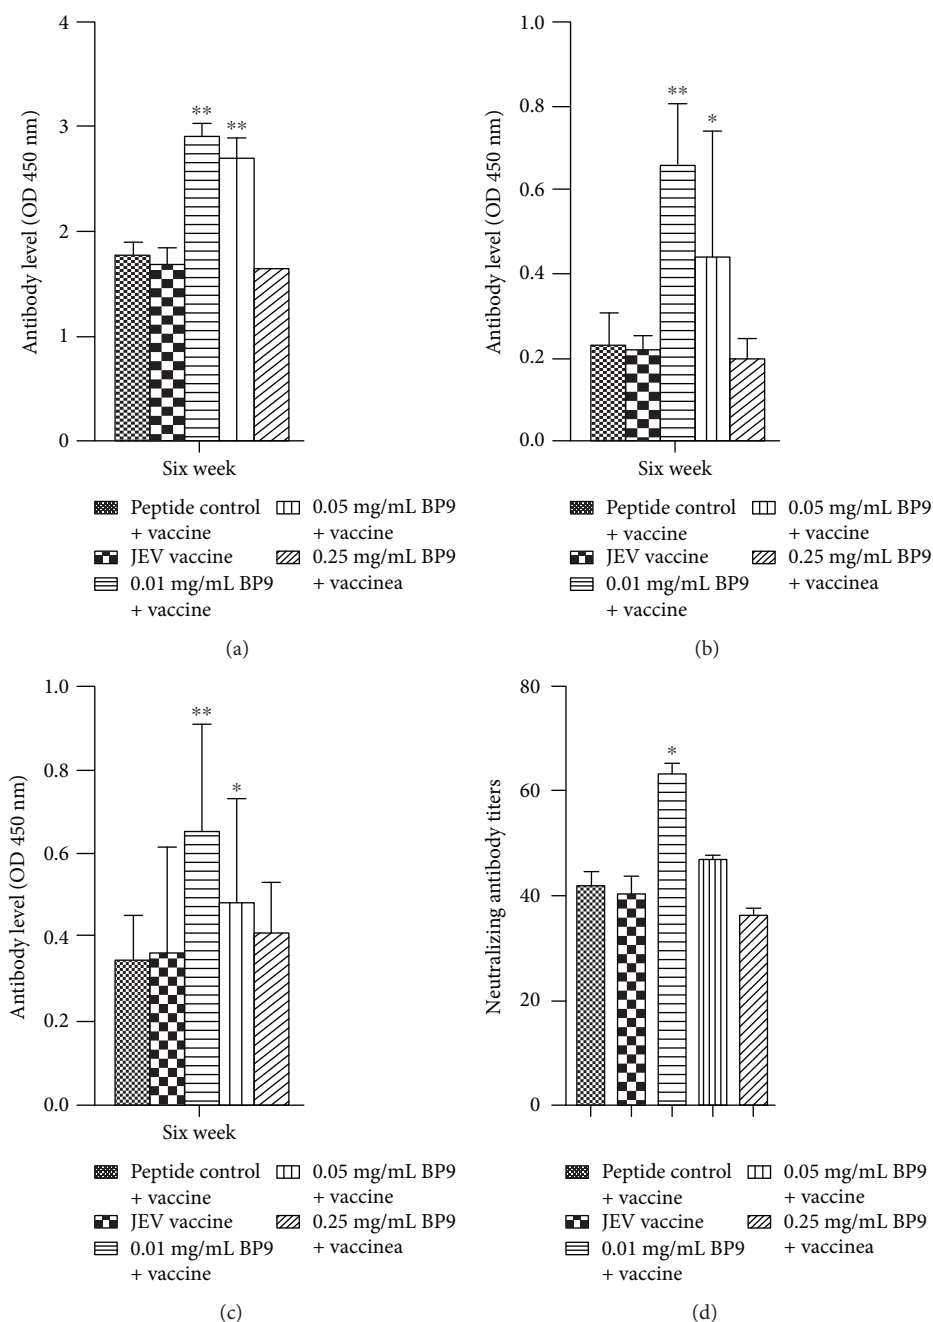 4
3
2
1
0
Antibody level (OD 450 nm)
**
**
Six week
Peptide control
+ vaccine
JEV vaccine
0.01 mg/mL BP9
+ vaccine
0.05 mg/mL BP9
+ vaccine
0.25 mg/mL BP9
+ vaccinea
(a)
1.0
0.8
0.6
0.4
0.2
0.0
Antibody level (OD 450 nm)
**
*
Six week
Peptide control
+ vaccine
JEV vaccine
0.01 mg/mL BP9
+ vaccine
0.05 mg/mL BP9
+ vaccine
0.25 mg/mL BP9
+ vaccinea
(b)
1.0
0.8
0.6
0.4
0.2
0.0
Antibody level (OD 450 nm)
**
*
Six week
Peptide control
+ vaccine
JEV vaccine
0.01 mg/mL BP9
+ vaccine
0.05 mg/mL BP9
+ vaccine
0.25 mg/mL BP9
+ vaccinea
(c)
80
60
40
20
0
Neutralizing antibody titers
*
Peptide control
+ vaccine
JEV vaccine
0.01 mg/mL BP9
+ vaccine
0.05 mg/mL BP9
+ vaccine
0.25 mg/mL BP9
+ vaccinea
(d)